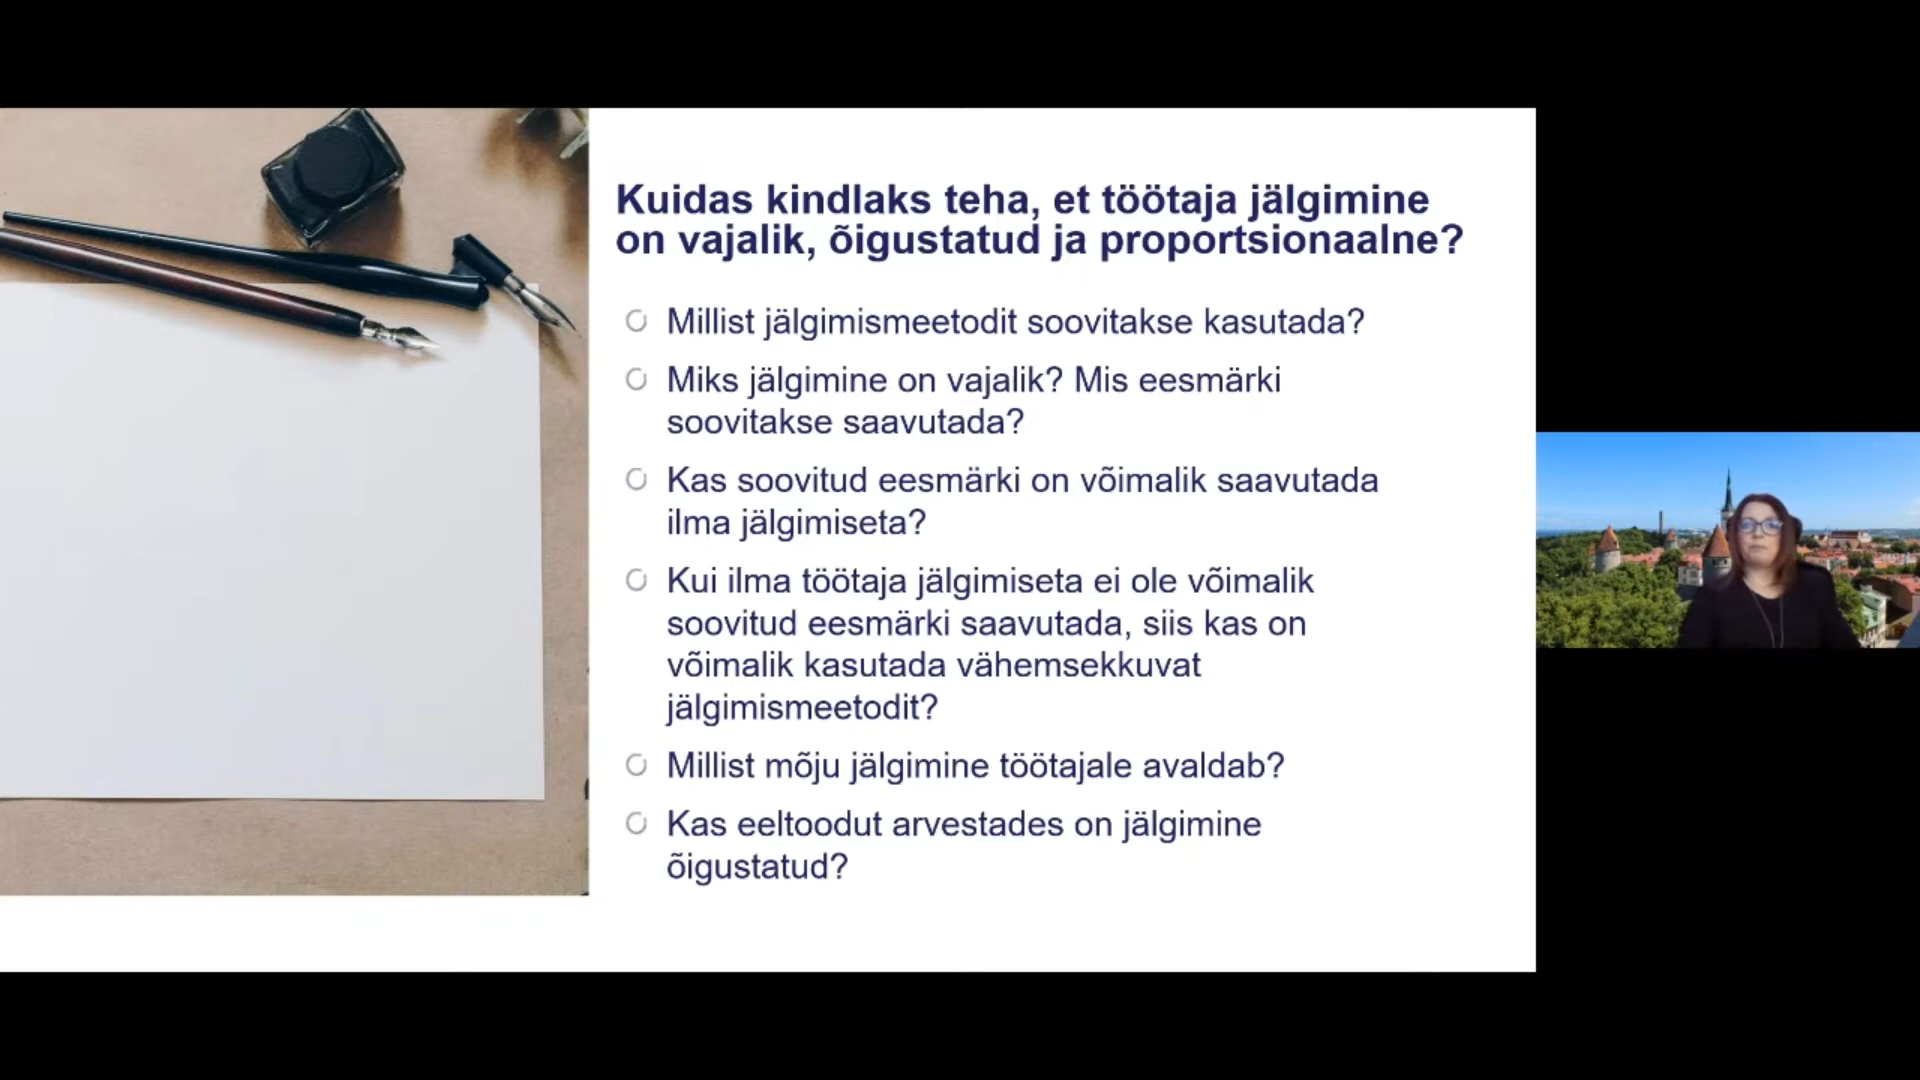 Kuidas kindlaks teha, et töötaja jälgimine
on vajalik, õigustatud ja proportsionaalne?
Millist jälgimismeetodit soovitakse kasutada?
Miks jälgimine on vajalik? Mis eesmärki
soovitakse saavutada?
Kas soovitud eesmärki on võimalik saavutada
ilma jälgimiseta?
Kui ilma töötaja jälgimiseta ei ole võimalik
soovitud eesmärki saavutada, siis kas on
võimalik kasutada vähemsekkuvat
jälgimismeetodit?
Millist mõju jälgimine töötajale avaldab?
Kas eeltoodut arvestades on jälgimine
õigustatud?